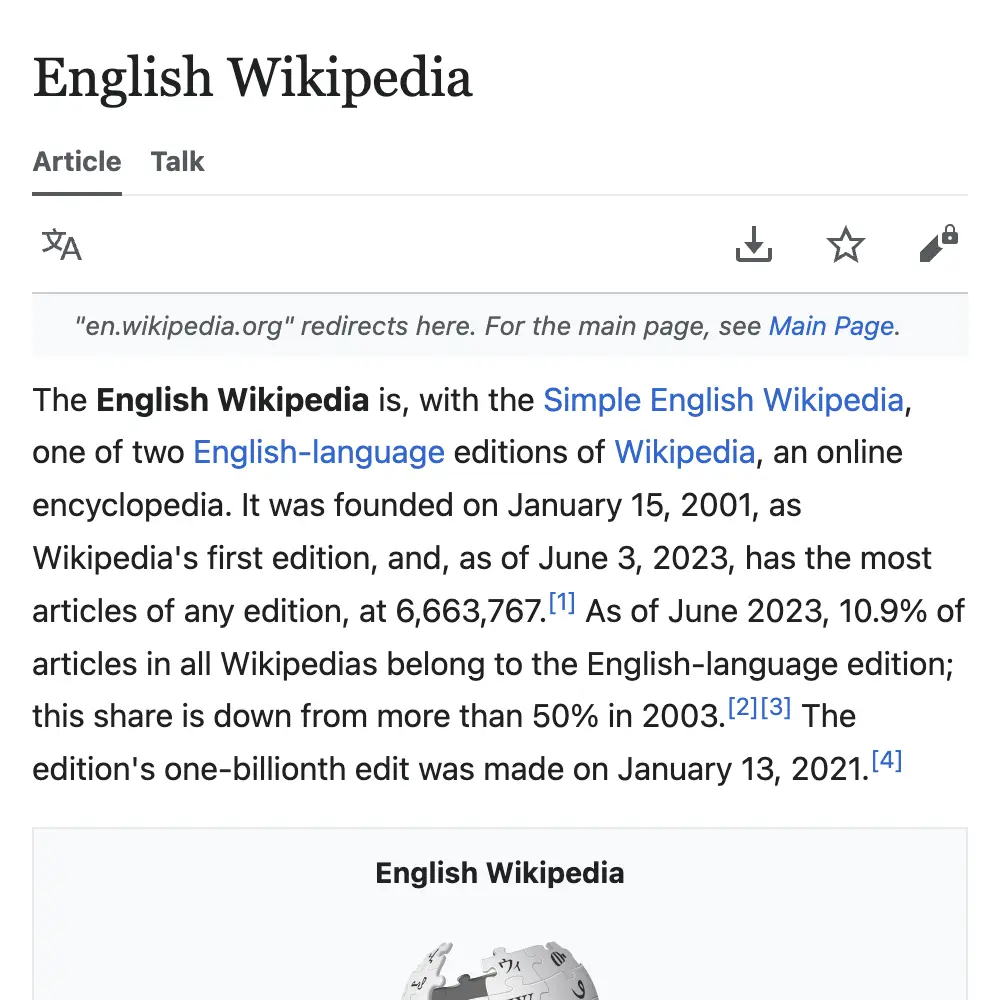 English Wikipedia
Article Talk
"en.wikipedia.org" redirects here. For the main page, see Main Page.
The English Wikipedia is, with the Simple English Wikipedia,
one of two English-language editions of Wikipedia, an online
encyclopedia. It was founded on January 15, 2001, as
Wikipedia's first edition, and, as of June 3, 2023, has the most
articles of any edition, at 6,663,767.[1] As of June 2023, 10.9% of
articles in all Wikipedias belong to the English-language edition;
this share is down from more than 50% in 2003.[2][3] The
edition's one-billionth edit was made on January 13, 2021.[4]
English Wikipedia